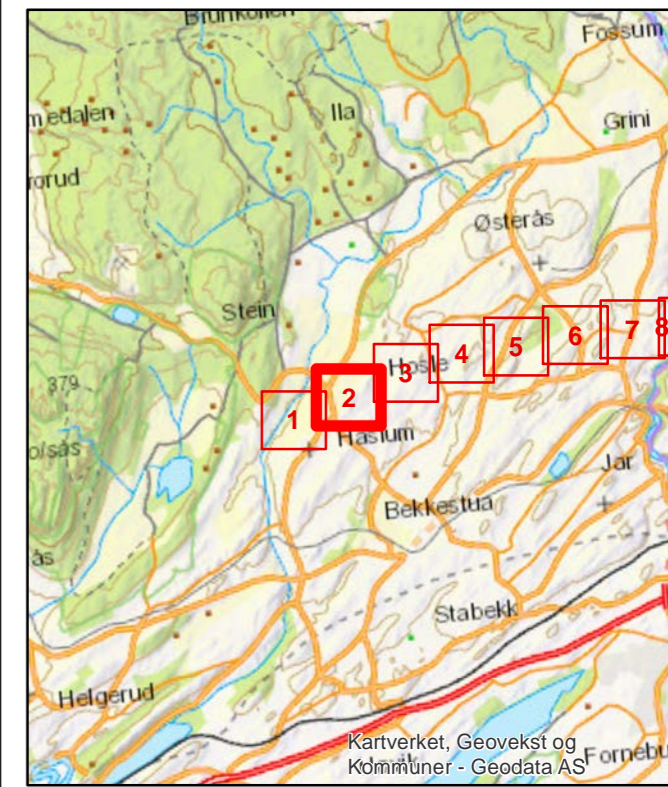 Brunkollen
Fossum
medalen
Ila
Grini
rorud
Østerås
Stein
8
7
6
5
4
Hosle
3
379
2
1
Haslum
Jar
Bekkestua
ås
Stabekk
Helgerud
Kartverket, Geovekst og
Kommuner - Geodata AS
Fornebu